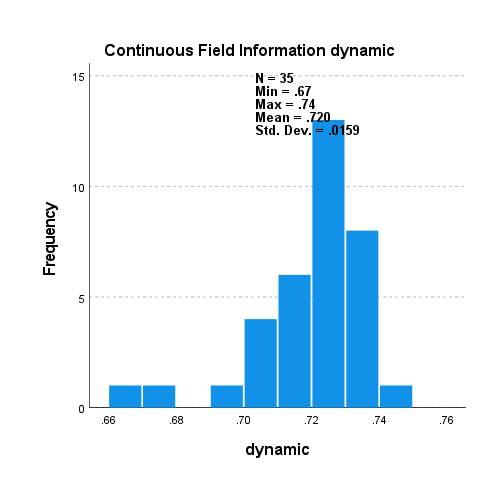 Continuous Field Information dynamic
N = 35
Min = .67
Max = .74
Mean = .720
Std. Dev. = .0159
15
10
5
0
Frequency
.66 .68 .70 .72 .74 .76
dynamic